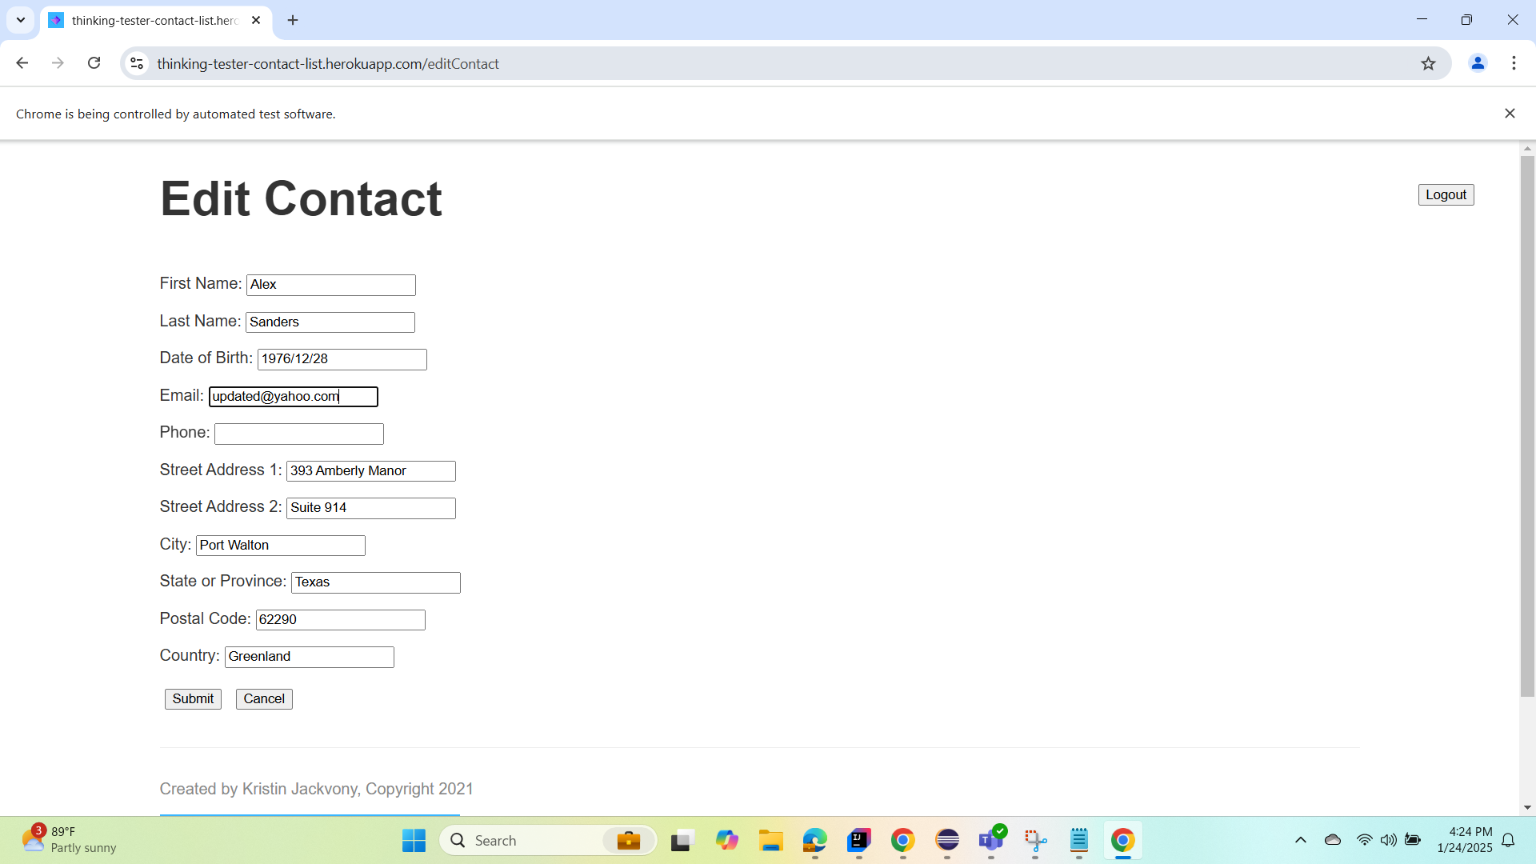 thinking-tester-contact-list.herc
thinking-tester-contact-list.herokuapp.com/editContact
Chrome is being controlled by automated test software.
Edit Contact
Logout
First Name: Alex
Last Name: Sanders
Date of Birth: 1976/12/28
Email: updated@yahoo.com
Phone:
Street Address 1: 393 Amberly Manor
Street Address 2: Suite 914
City: Port Walton
State or Province: Texas
Postal Code: 62290
Country: Greenland
Submit Cancel
Created by Kristin Jackvony, Copyright 2021
3
89°F
Partly sunny
Search
4:24 PM
1/24/2025